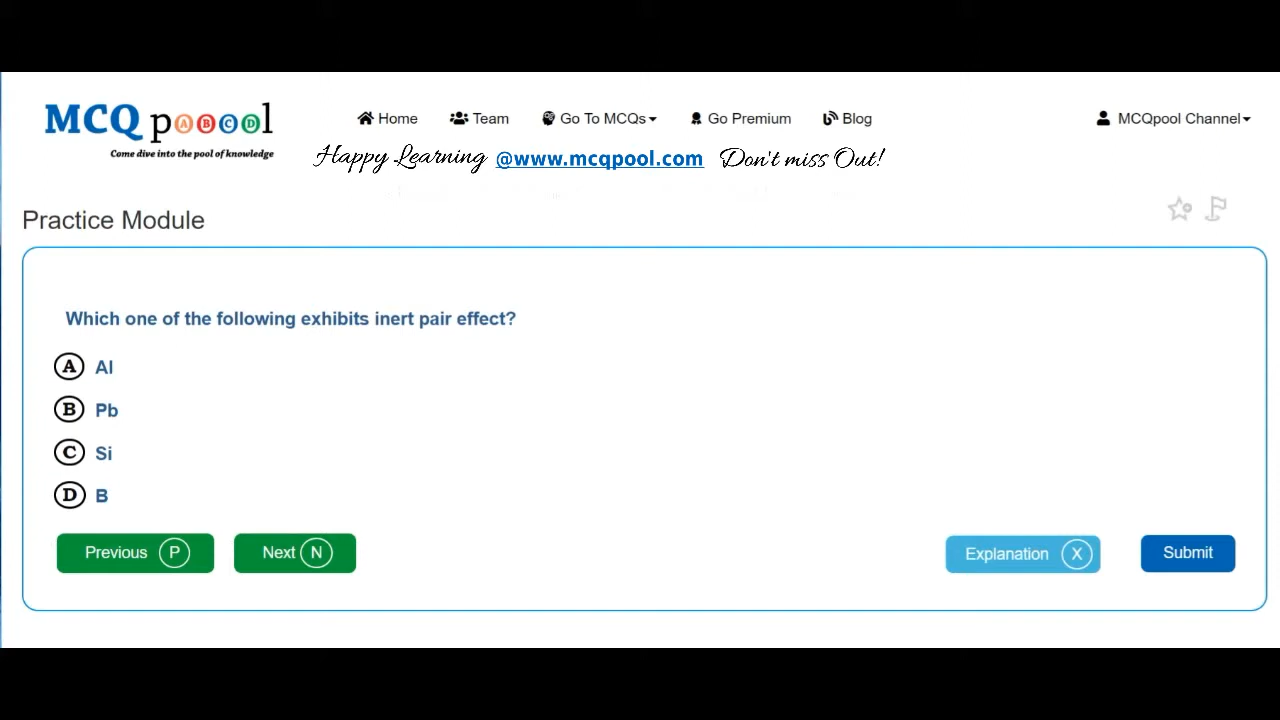 MCQ pooool
Come dive into the pool of knowledge
Home Team Go To MCQs Go Premium Blog MCQpool Channel
Happy Learning @www.mcqpool.com Don't miss Out!
Practice Module
Which one of the following exhibits inert pair effect?
A Al
B Pb
C Si
D B
Previous P Next N Explanation X Submit